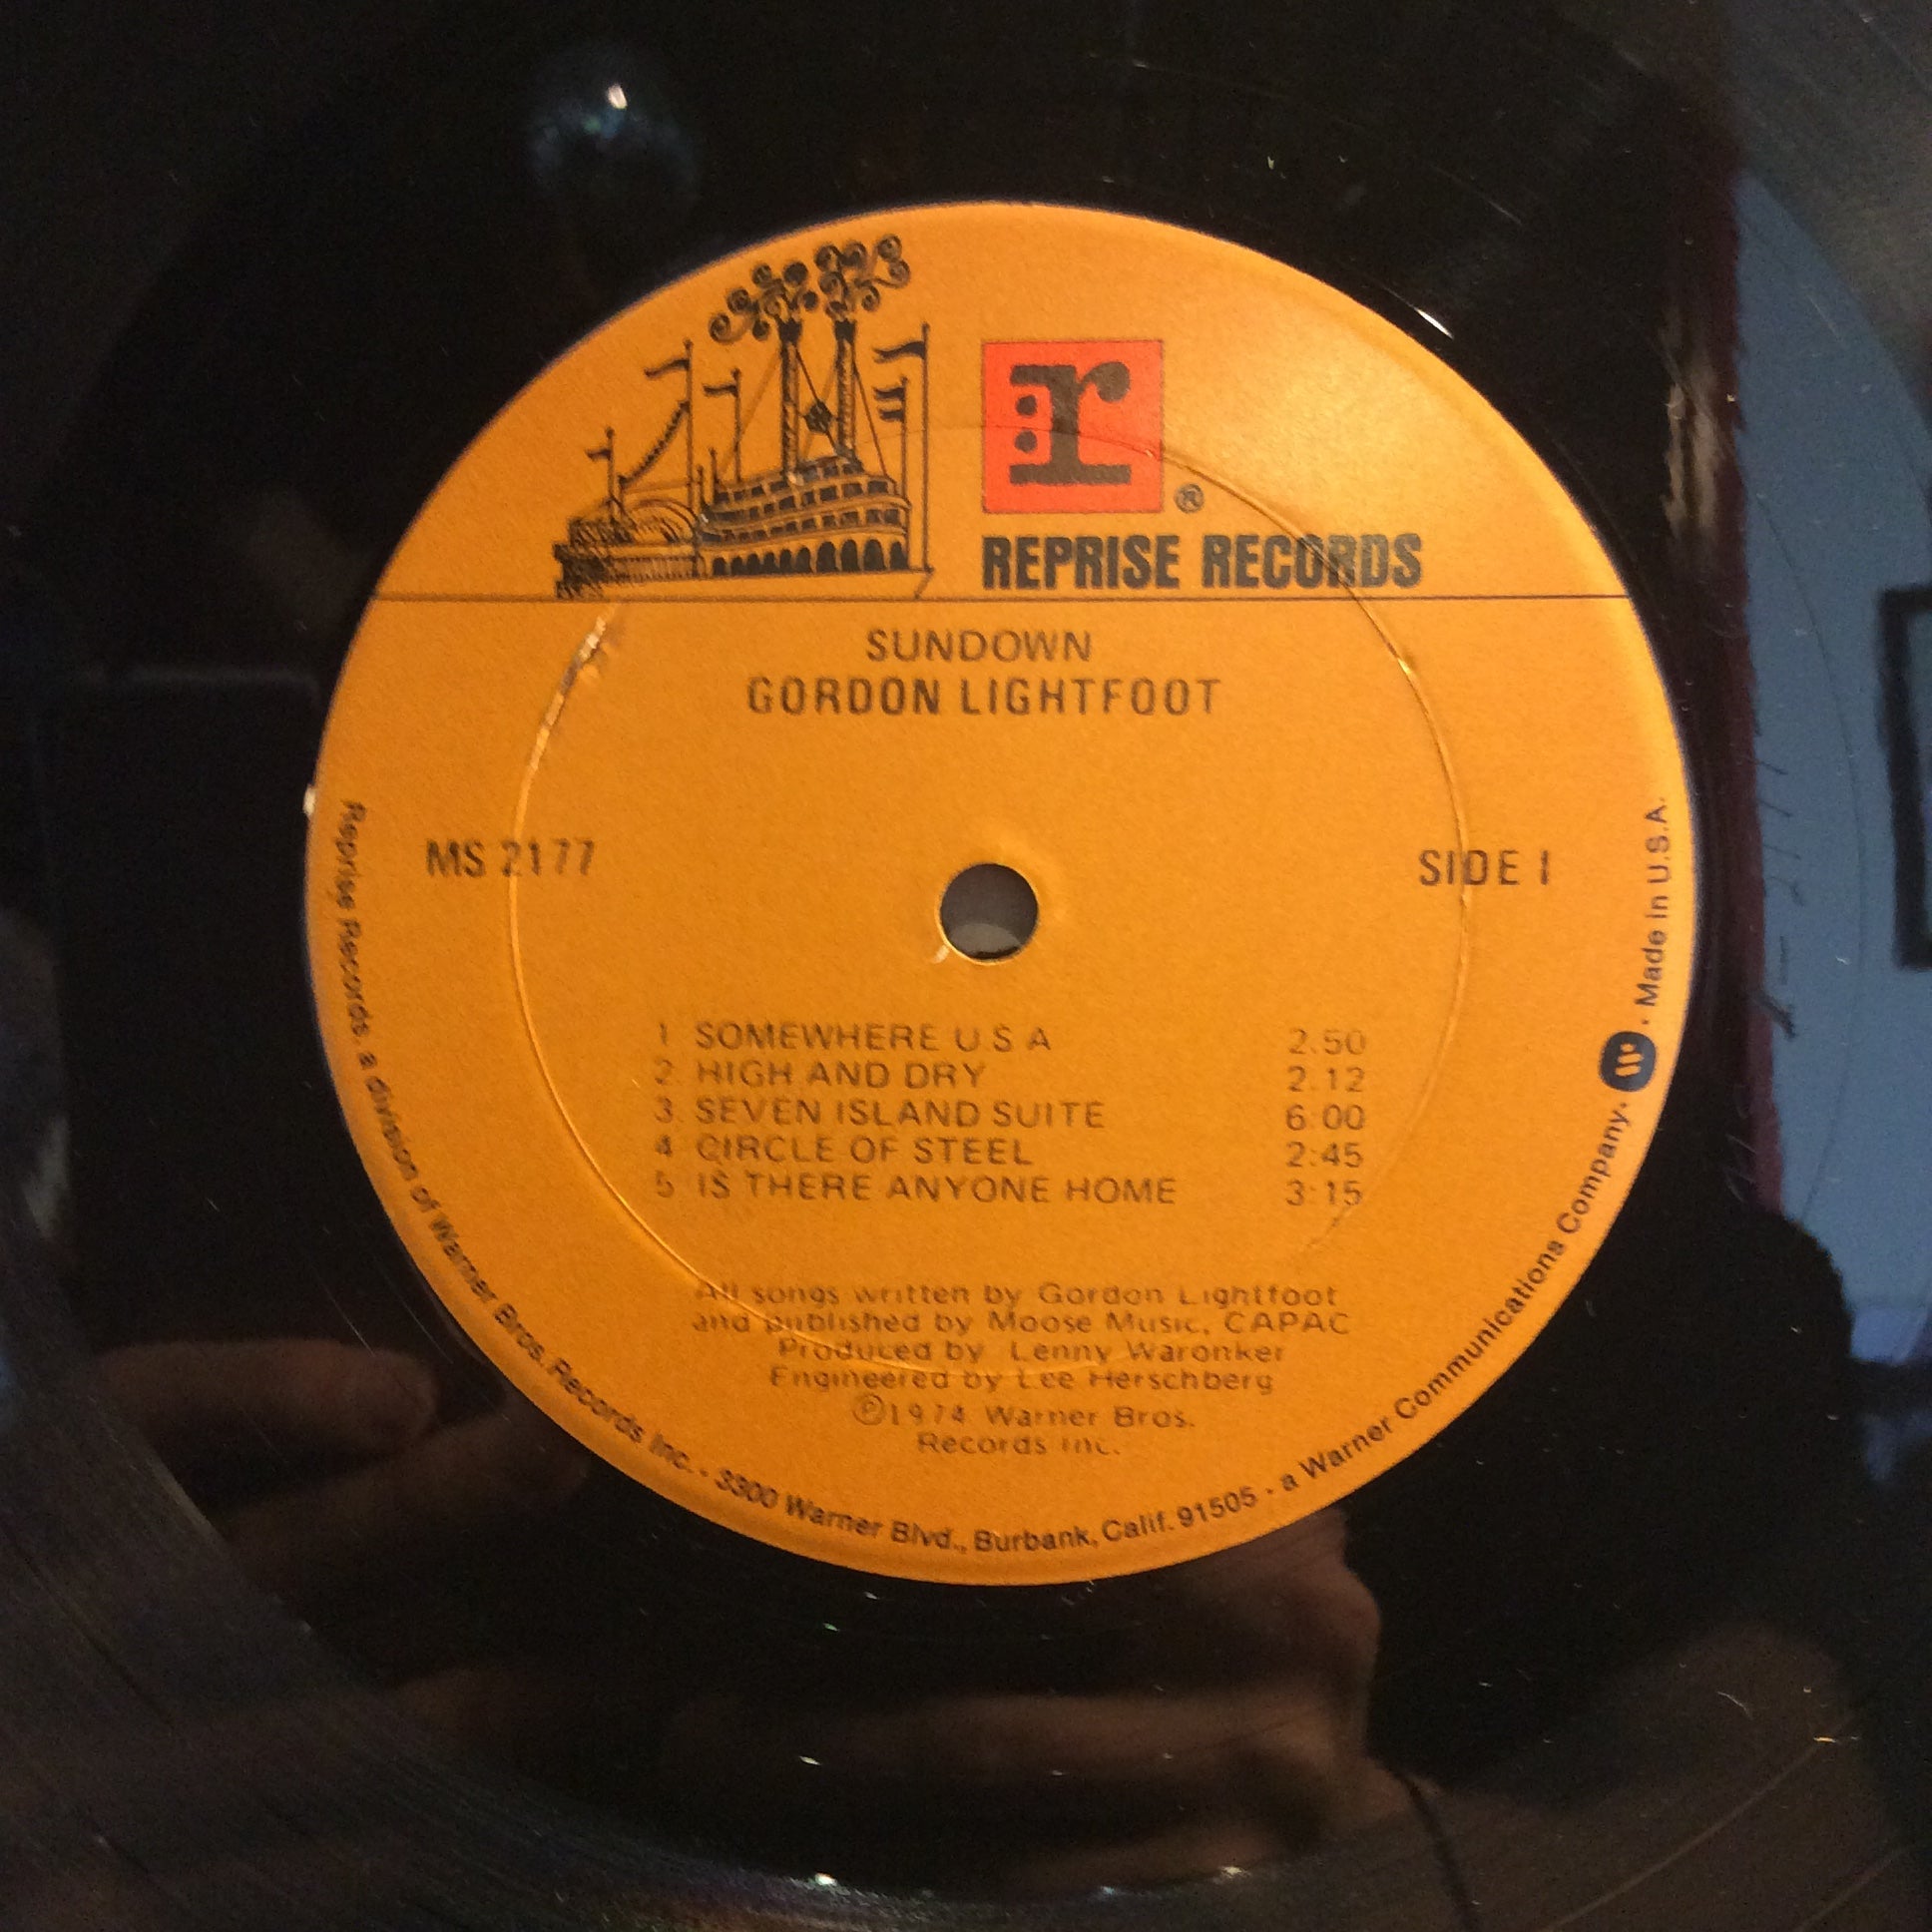 r
®
REPRISE RECORDS
SUNDOWN
GORDON LIGHTFOOT
MS 2177
SIDE 1
1 SOMEWHERE U S A 2:50
2. HIGH AND DRY 2:12
3. SEVEN ISLAND SUITE 6:00
4 CIRCLE OF STEEL 2:45
5 IS THERE ANYONE HOME 3:15
All songs written by Gordon Lightfoot
and published by Moose Music, CAPAC
Produced by Lenny Waronker
Engineered by Lee Herschberg
℗1974 Warner Bros.
Records Inc.
Reprise Records, a division of Warner Bros. Records Inc. · 3300 Warner Blvd., Burbank, Calif. 91505 · a Warner Communications Company · W · Made in U.S.A.